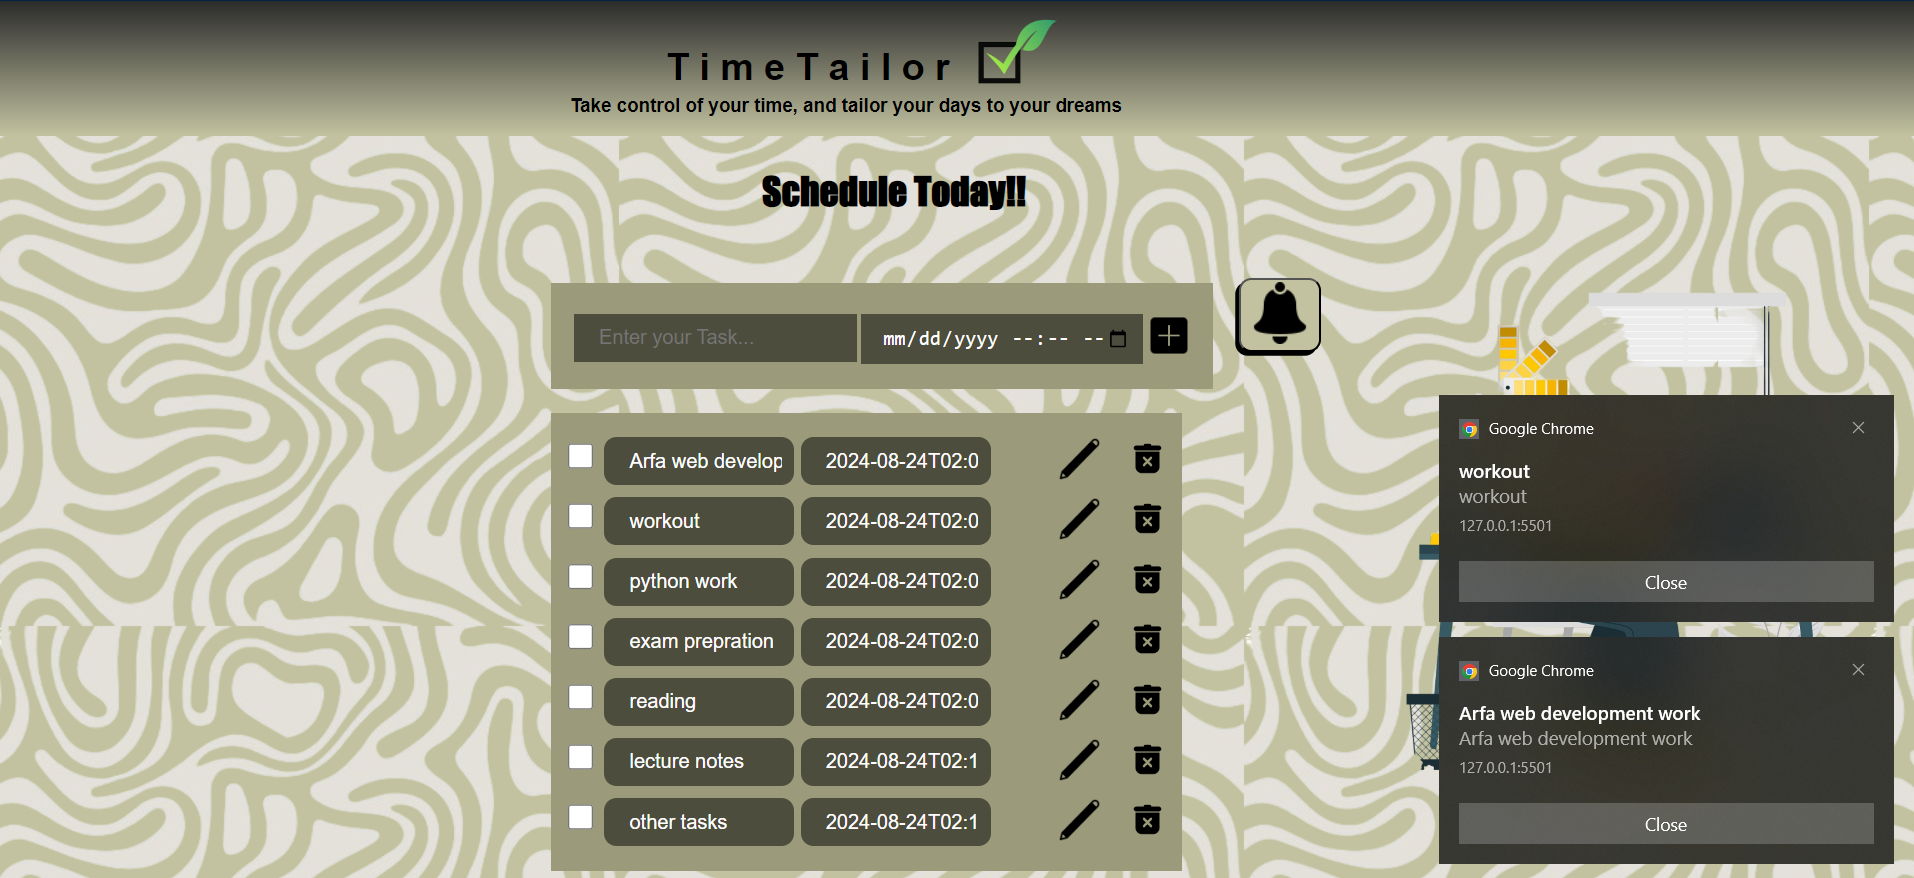 TimeTailor
Take control of your time, and tailor your days to your dreams
Schedule Today!!
Enter your Task...
mm/dd/yyyy --:-- --
Arfa web develop
2024-08-24T02:0
workout
2024-08-24T02:0
python work
2024-08-24T02:0
exam prepration
2024-08-24T02:0
reading
2024-08-24T02:0
lecture notes
2024-08-24T02:1
other tasks
2024-08-24T02:1
Google Chrome
workout
workout
127.0.0.1:5501
Close
Google Chrome
Arfa web development work
Arfa web development work
127.0.0.1:5501
Close